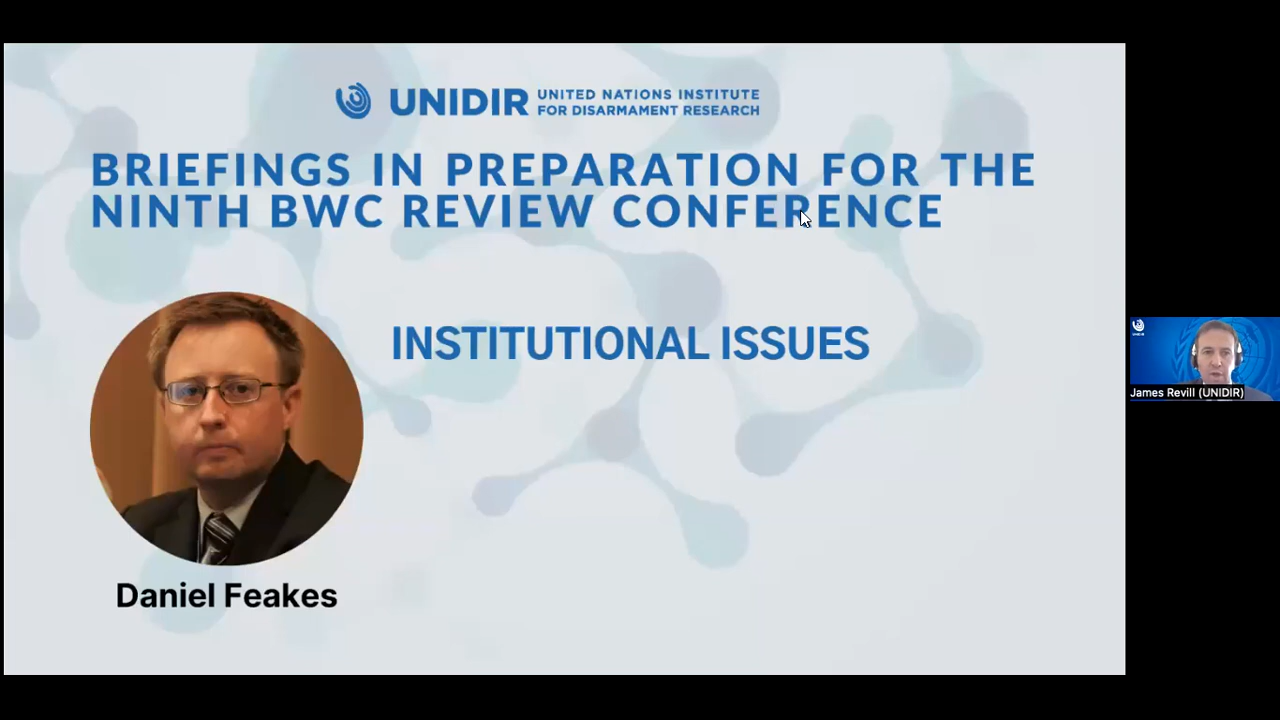 UNIDIR
UNITED NATIONS INSTITUTE
FOR DISARMAMENT RESEARCH
BRIEFINGS IN PREPARATION FOR THE
NINTH BWC REVIEW CONFERENCE
INSTITUTIONAL ISSUES
Daniel Feakes
UNIDIR
James Revill (UNIDIR)